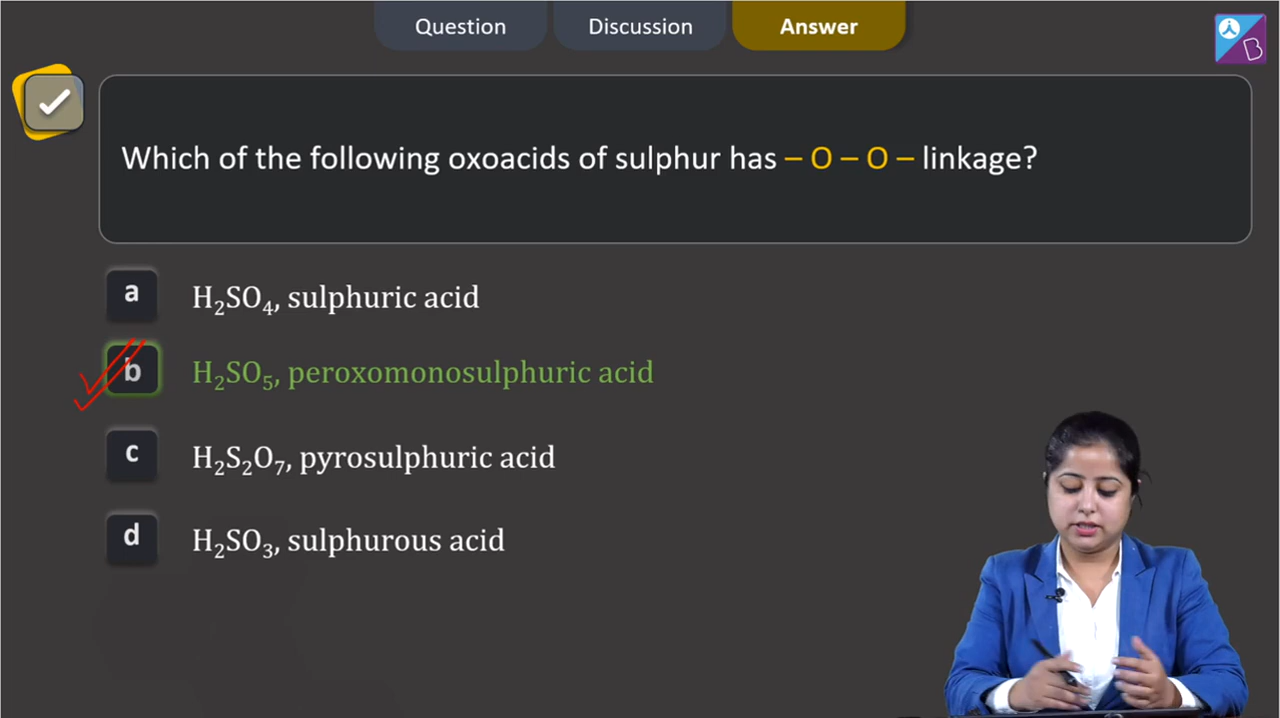 Question Discussion Answer
B
Which of the following oxoacids of sulphur has – O – O – linkage?
a H₂SO₄, sulphuric acid
b H₂SO₅, peroxomonosulphuric acid
c H₂S₂O₇, pyrosulphuric acid
d H₂SO₃, sulphurous acid